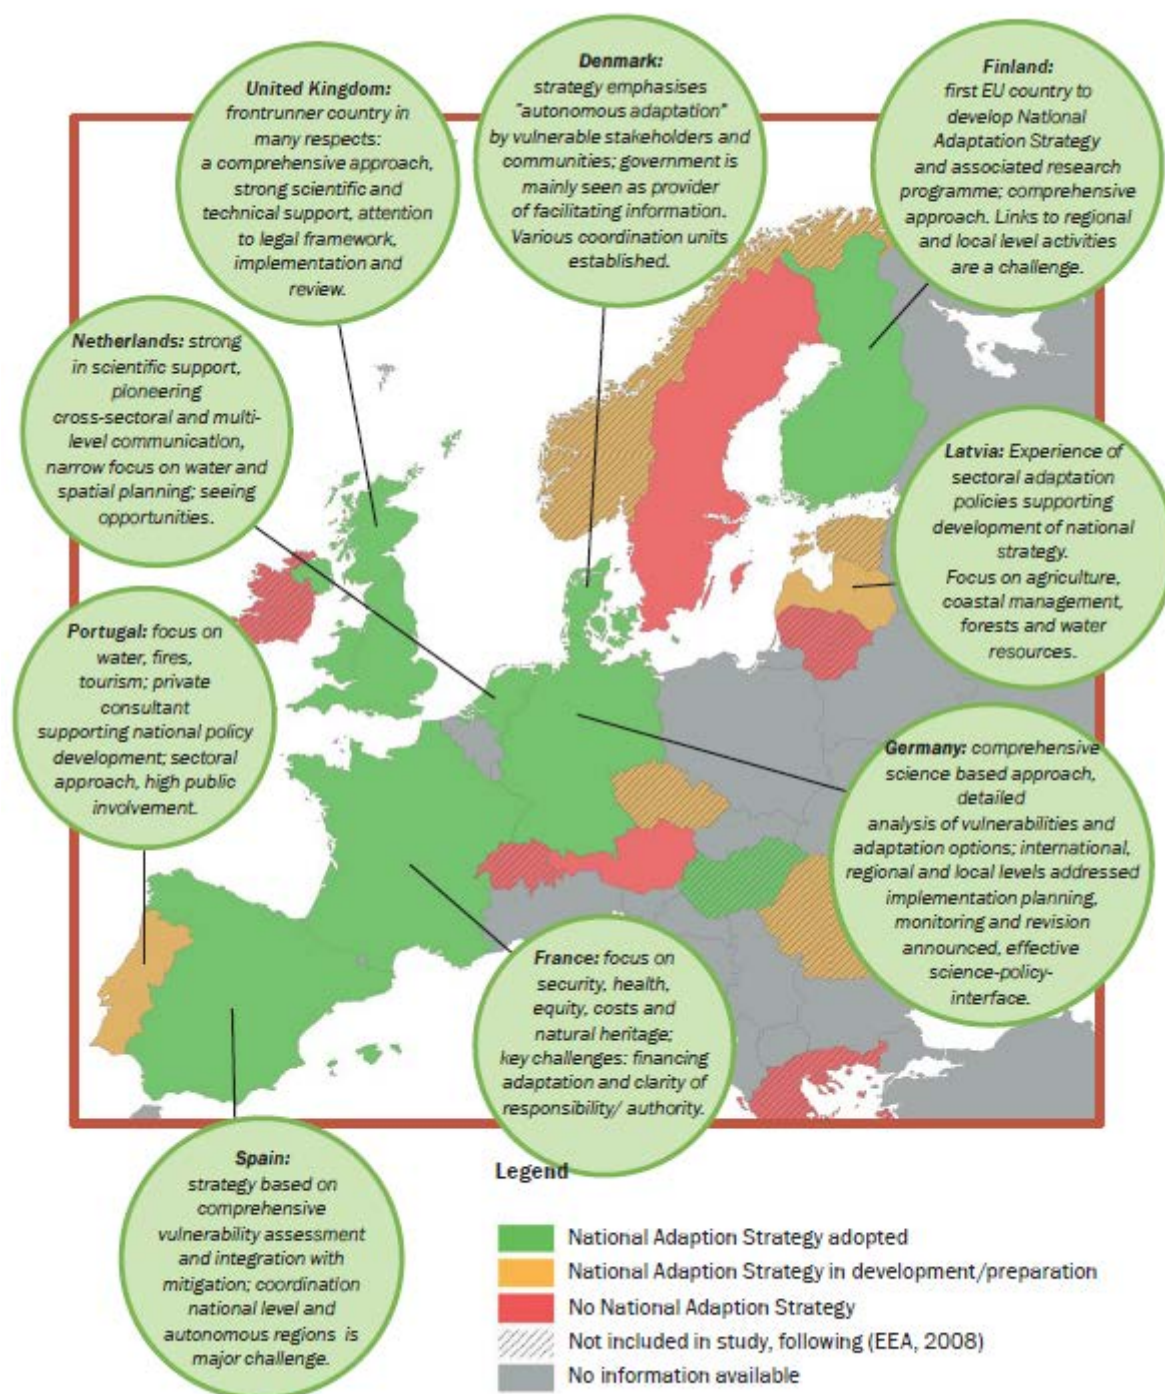 United Kingdom:
frontrunner country in
many respects:
a comprehensive approach,
strong scientific and
technical support, attention
to legal framework,
implementation and
review.
Denmark:
strategy emphasises
"autonomous adaptation"
by vulnerable stakeholders and
communities; government is
mainly seen as provider
of facilitating information.
Various coordination units
established.
Finland:
first EU country to
develop National
Adaptation Strategy
and associated research
programme; comprehensive
approach. Links to regional
and local level activities
are a challenge.
Netherlands: strong
in scientific support,
pioneering
cross-sectoral and multi-
level communication,
narrow focus on water and
spatial planning; seeing
opportunities.
Latvia: Experience of
sectoral adaptation
policies supporting
development of national
strategy.
Focus on agriculture,
coastal management,
forests and water
resources.
Portugal: focus on
water, fires,
tourism; private
consultant
supporting national policy
development; sectoral
approach, high public
involvement.
Germany: comprehensive
science based approach,
detailed
analysis of vulnerabilities and
adaptation options; international,
regional and local levels addressed
implementation planning,
monitoring and revision
announced, effective
science-policy-
interface.
France: focus on
security, health,
equity, costs and
natural heritage;
key challenges: financing
adaptation and clarity of
responsibility/ authority.
Spain:
strategy based on
comprehensive
vulnerability assessment
and integration with
mitigation; coordination
national level and
autonomous regions is
major challenge.
Legend
National Adaption Strategy adopted
National Adaption Strategy in development/preparation
No National Adaption Strategy
Not included in study, following (EEA, 2008)
No information available